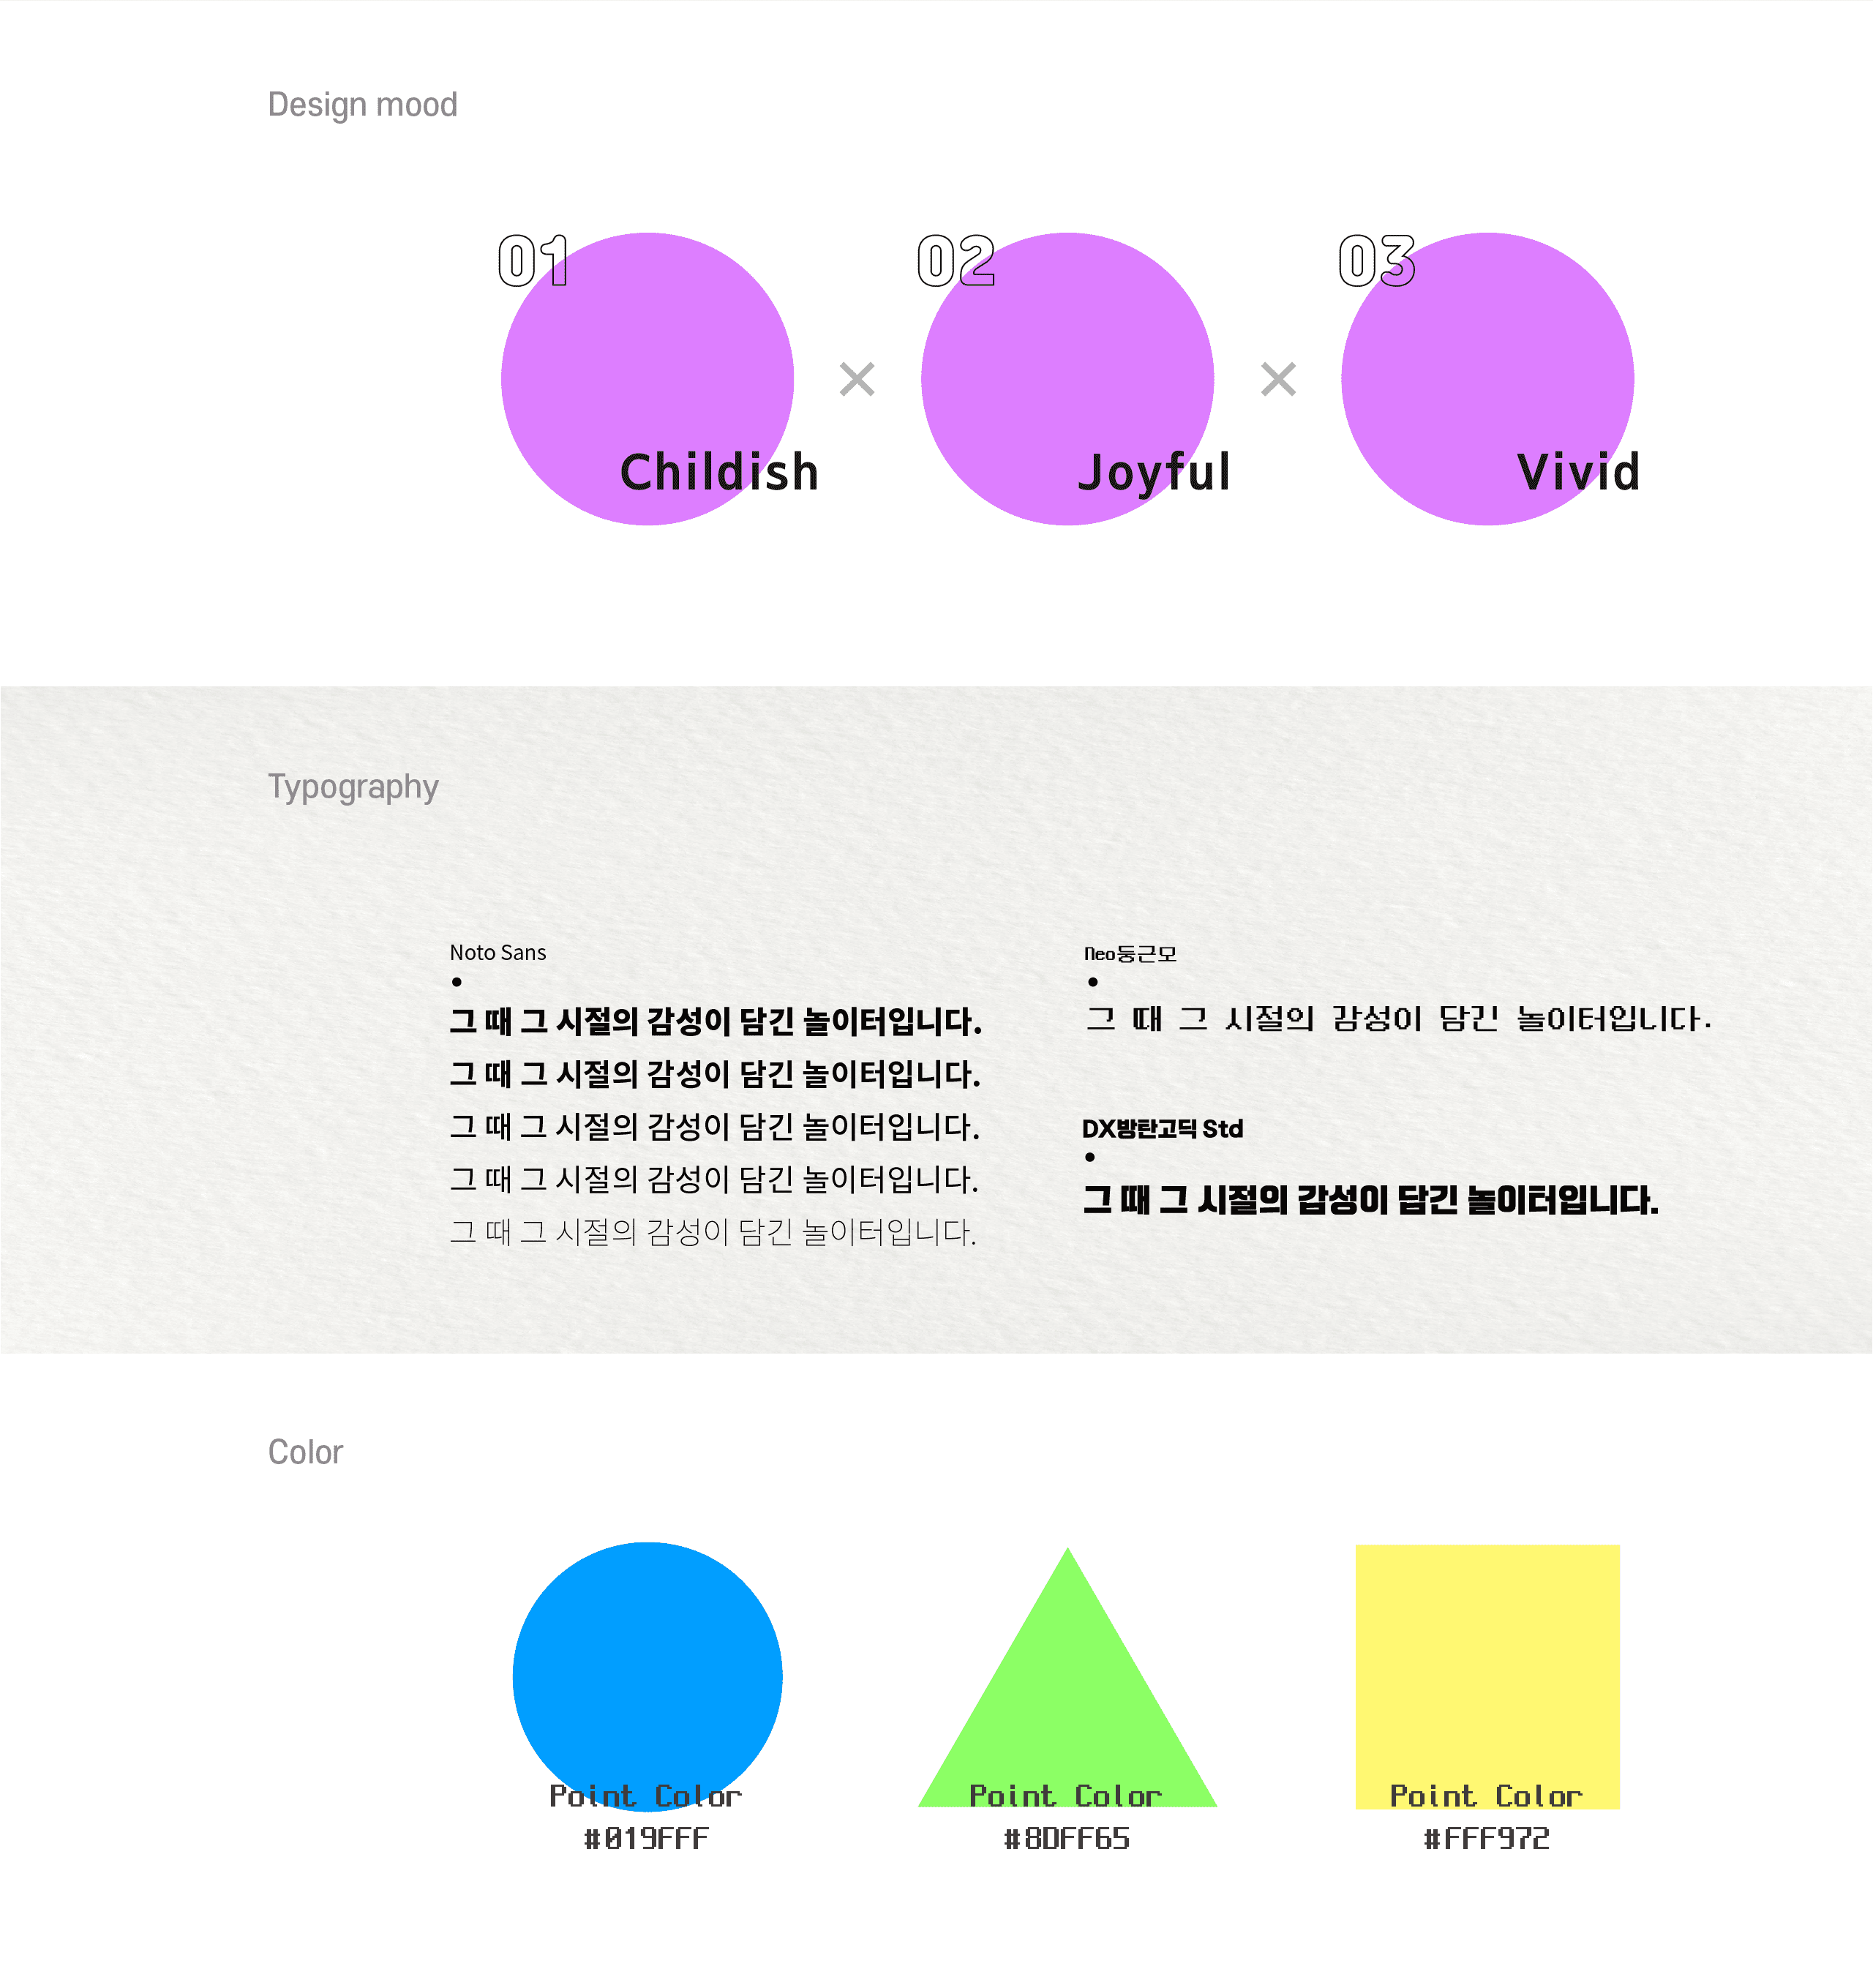 Design mood
01
02
03
Childish
Joyful
Vivid
Typography
Noto Sans
그 때 그 시절의 감성이 담긴 놀이터입니다.
그 때 그 시절의 감성이 담긴 놀이터입니다.
그 때 그 시절의 감성이 담긴 놀이터입니다.
그 때 그 시절의 감성이 담긴 놀이터입니다.
그 때 그 시절의 감성이 담긴 놀이터입니다.
Neo둥근모
그 때 그 시절의 감성이 담긴 놀이터입니다.
DX방탄고딕 Std
그 때 그 시절의 감성이 답긴 놀이터입니다.
Color
Point Color
#019FFF
Point Color
#8DFF65
Point Color
#FFF972